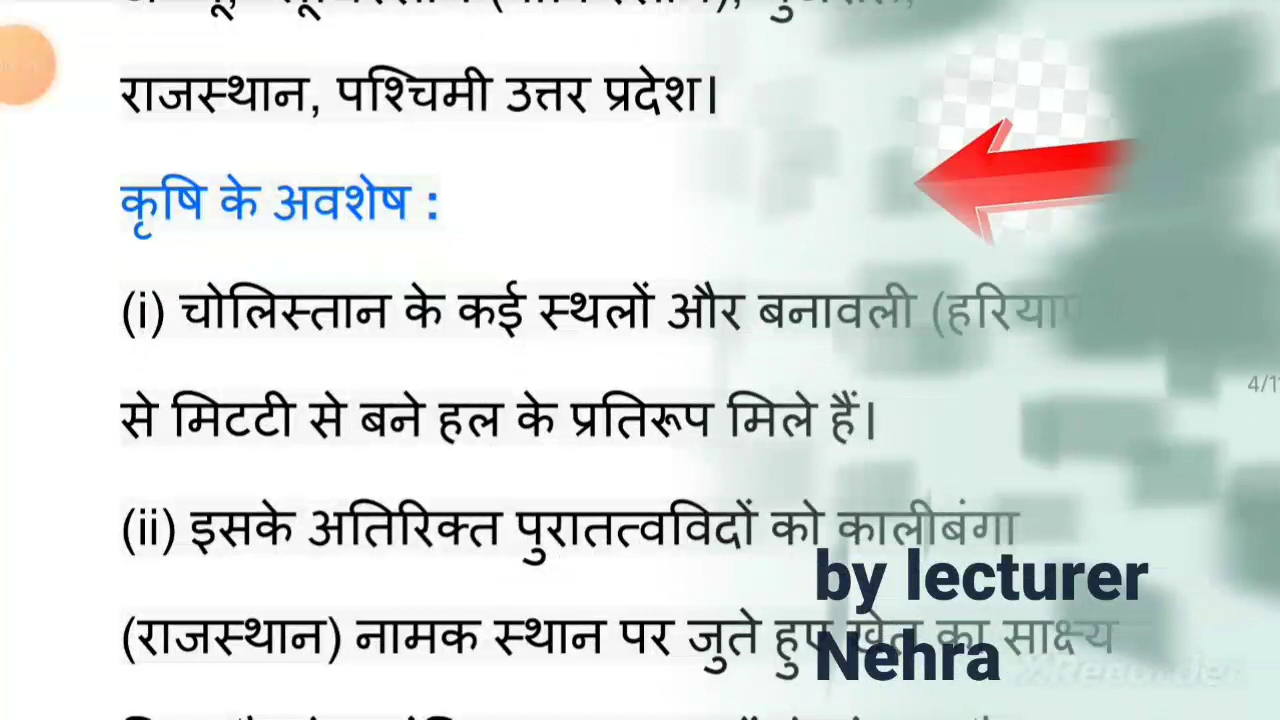 राजस्थान, पश्चिमी उत्तर प्रदेश।
कृषि के अवशेष :
(i) चोलिस्तान के कई स्थलों और बनावली
से मिटटी से बने हल के प्रतिरूप मिले हैं।
(ii) इसके अतिरिक्त पुरातत्वविदों को कालीबंगा
(राजस्थान) नामक स्थान पर जुते हुए खेत का साक्ष्य
by lecturer
Nehra